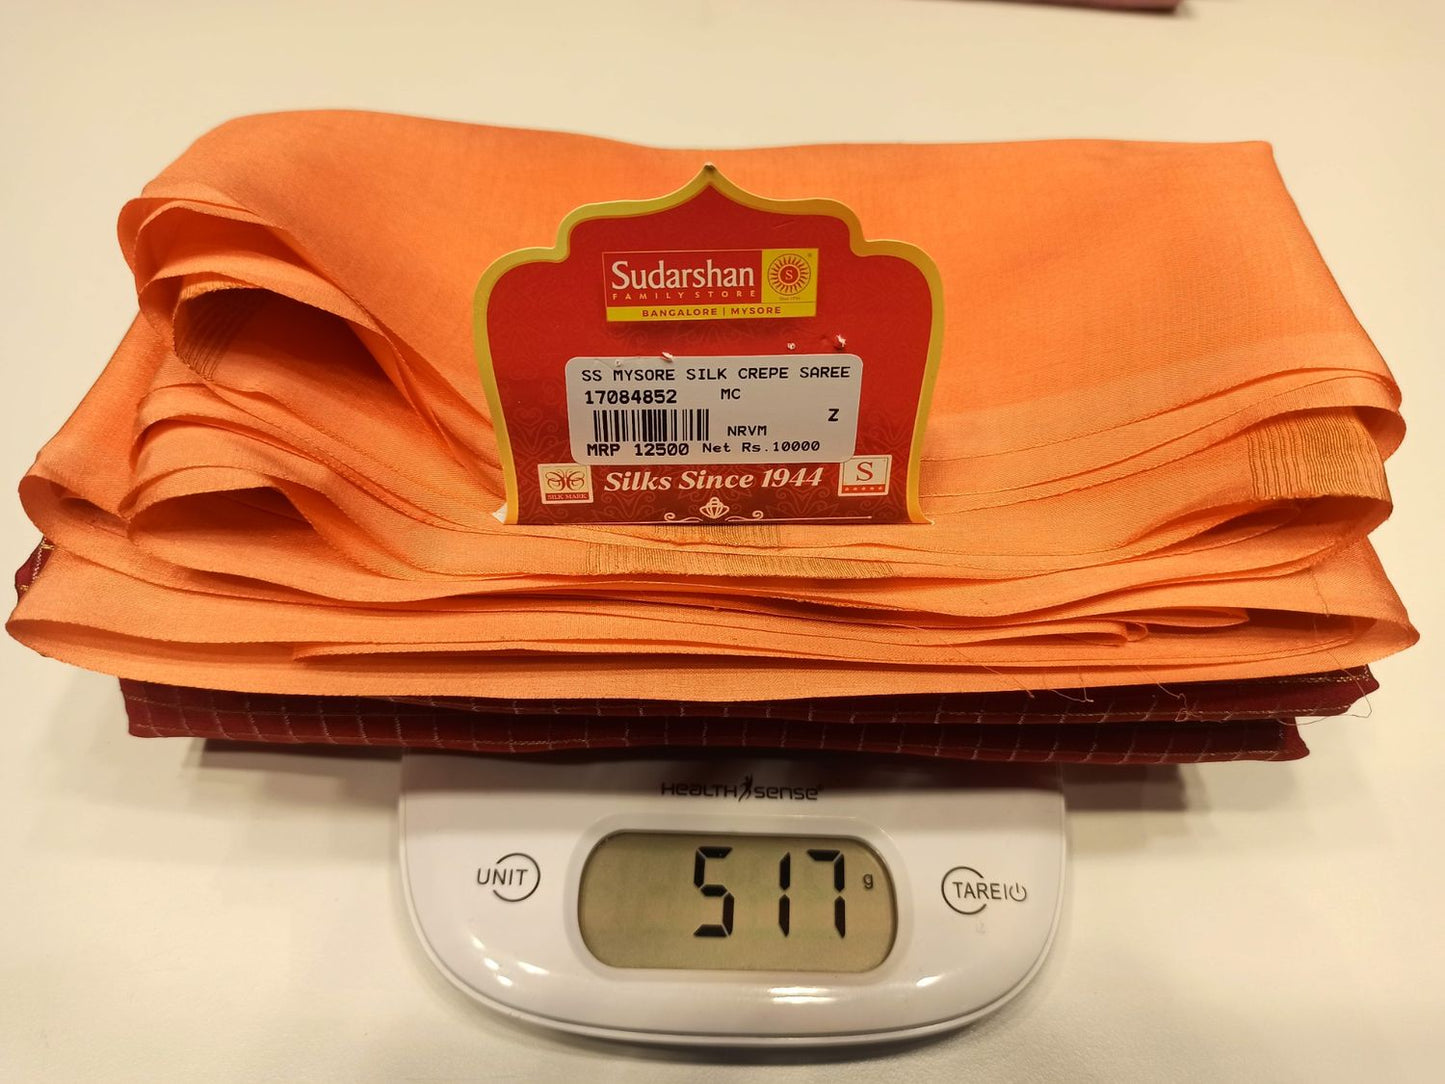 Sudarshan
FAMILY STORE
BANGALORE | MYSORE
S
SS MYSORE SILK CREPE SAREE
17084852 MC
Z
NRVM
MRP 12500 Net Rs.10000
SILK MARK
Silks Since 1944
S
HEALTH sense
UNIT
517 g
TARE